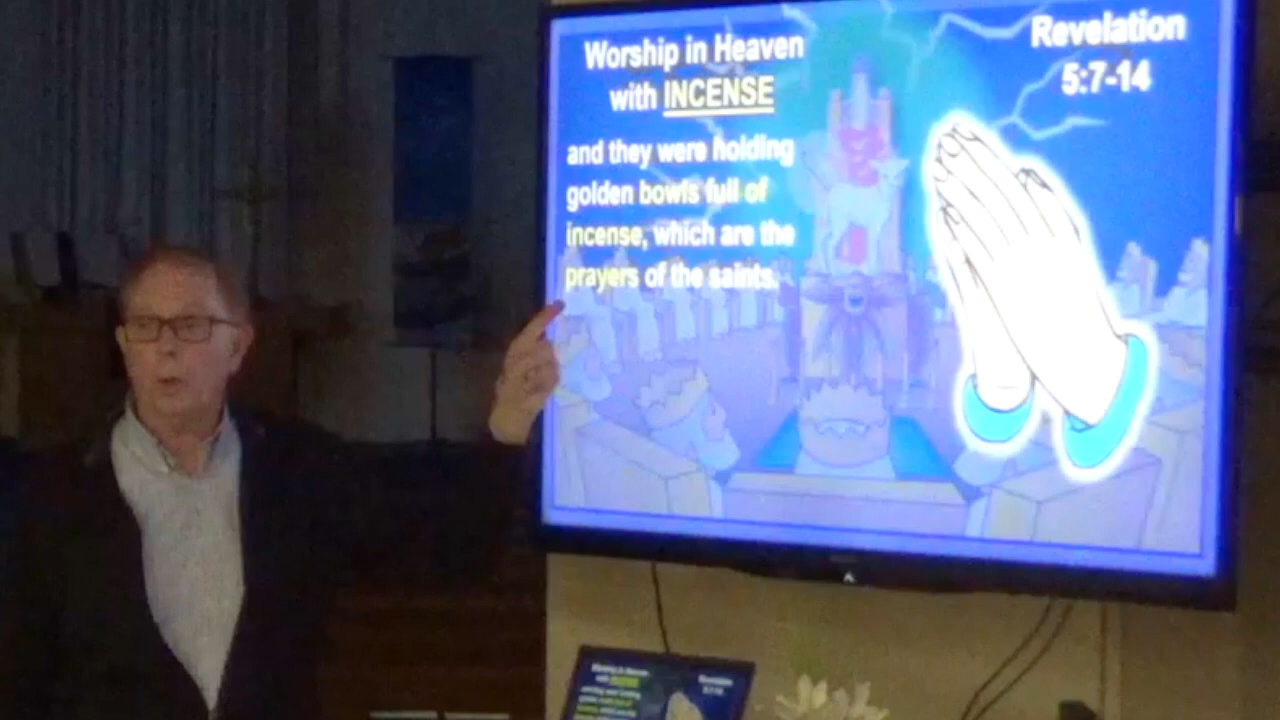 Worship in Heaven
with INCENSE
Revelation
5:7-14
and they were holding
golden bowls full of
incense, which are the
prayers of the saints.